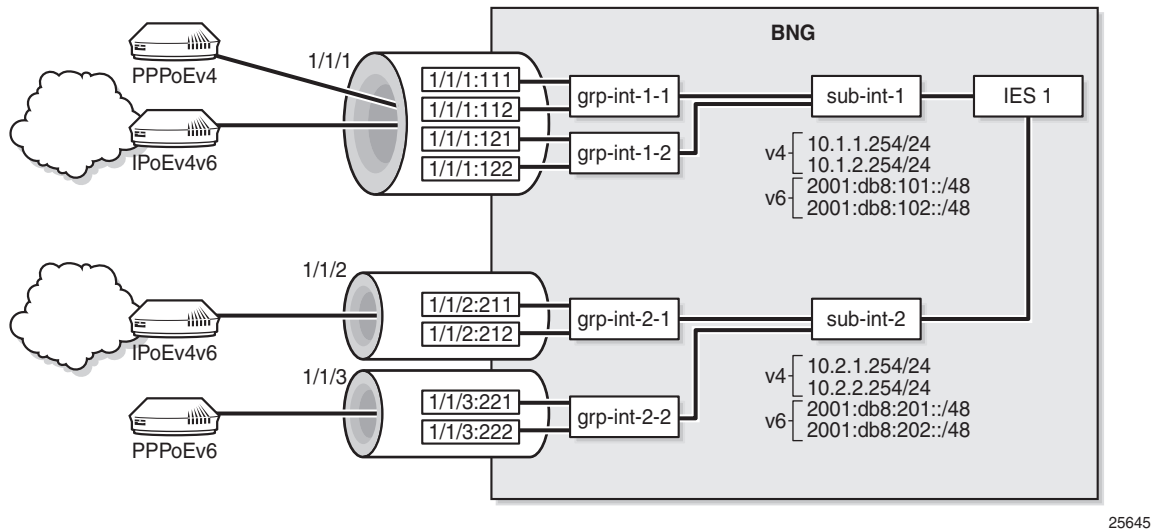 BNG
PPPoEv4
IPoEv4v6
1/1/1
1/1/1:111
1/1/1:112
1/1/1:121
1/1/1:122
grp-int-1-1
grp-int-1-2
sub-int-1
IES 1
v4
10.1.1.254/24
10.1.2.254/24
v6
2001:db8:101::/48
2001:db8:102::/48
IPoEv4v6
1/1/2
1/1/2:211
1/1/2:212
grp-int-2-1
sub-int-2
PPPoEv6
1/1/3
1/1/3:221
1/1/3:222
grp-int-2-2
v4
10.2.1.254/24
10.2.2.254/24
v6
2001:db8:201::/48
2001:db8:202::/48
25645